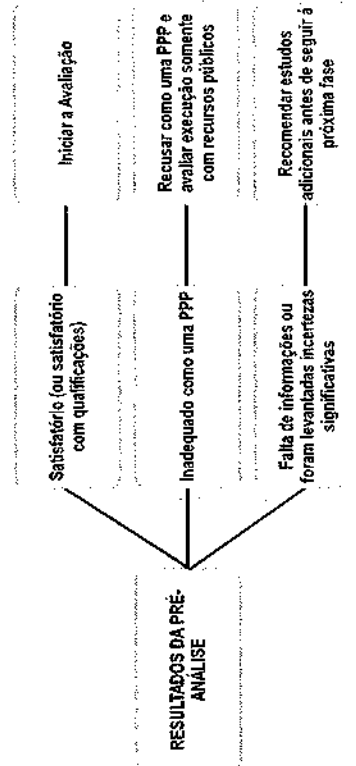 RESULTADOS DA PRÉ-
ANÁLISE
Satisfatório (ou satisfatório
com qualificações)
Iniciar a Avaliação
Inadequado como uma PPP
Recusar como uma PPP e
avaliar execução somente
com recursos públicos
Falta de informações ou
foram levantadas incertezas
significativas
Recomendar estudos
adicionais antes de seguir à
próxima fase